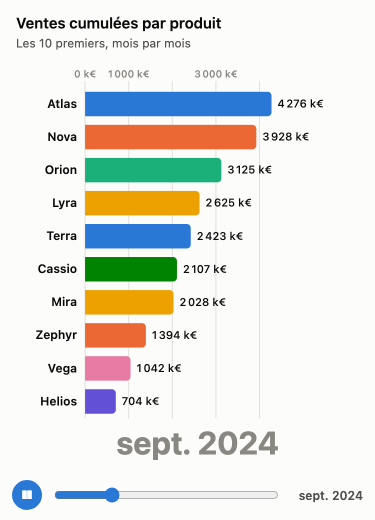 Ventes cumulées par produit
Les 10 premiers, mois par mois
0 k€ 1 000 k€ 3 000 k€
Atlas 4 276 k€
Nova 3 928 k€
Orion 3 125 k€
Lyra 2 625 k€
Terra 2 423 k€
Cassio 2 107 k€
Mira 2 028 k€
Zephyr 1 394 k€
Vega 1 042 k€
Helios 704 k€
sept. 2024
sept. 2024